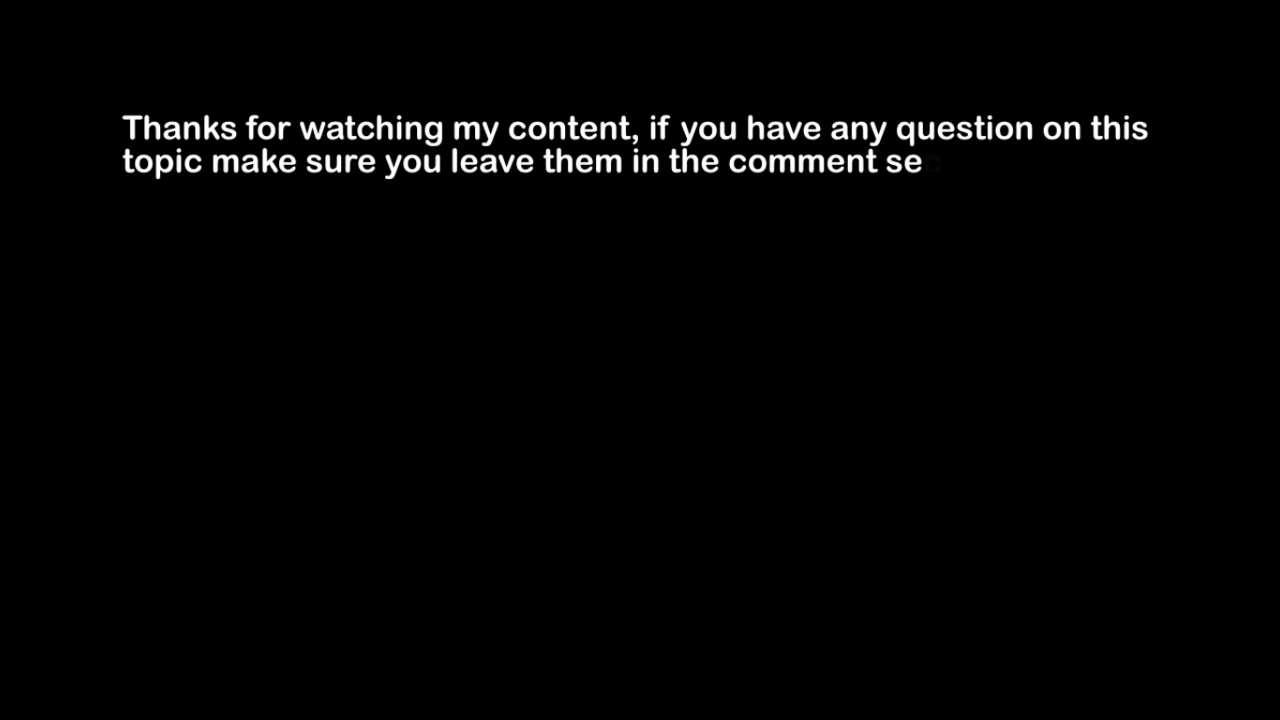 Thanks for watching my content, if you have any question on this
topic make sure you leave them in the comment se